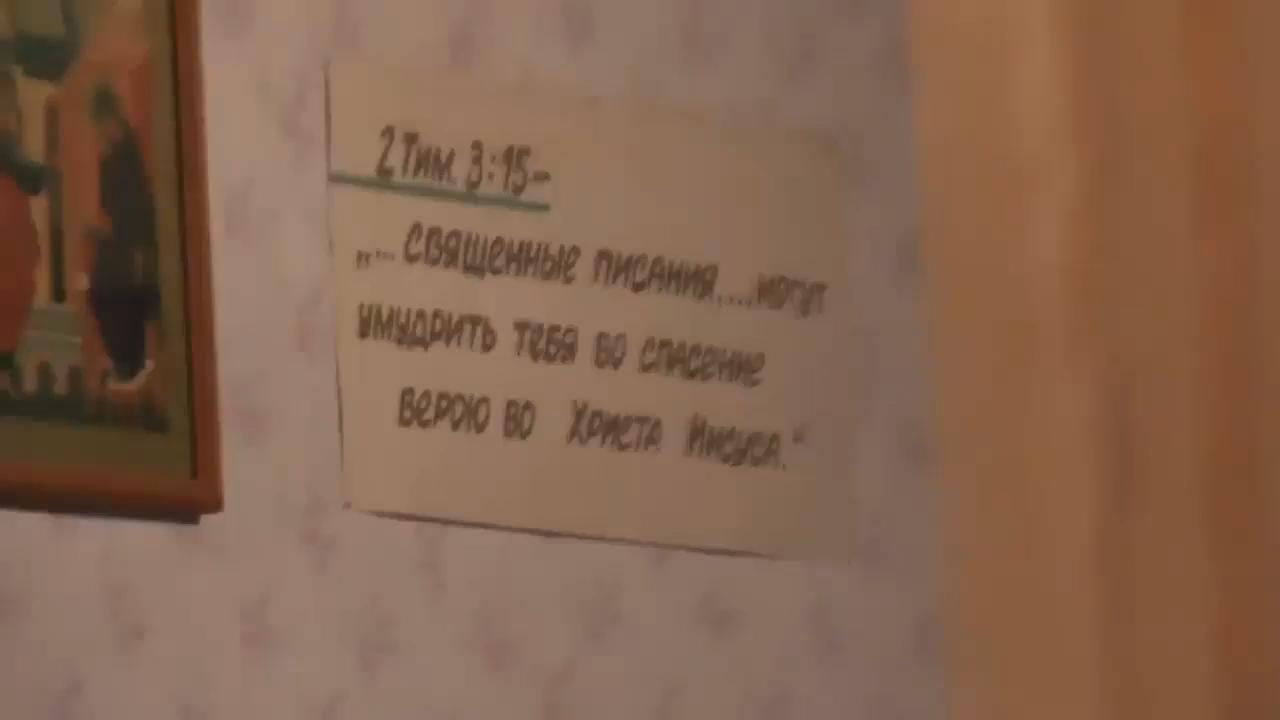 2 Тим. 3:15-
„... священные писания,...могут
умудрить тебя во спасение
верою во Христа Иисуса.“